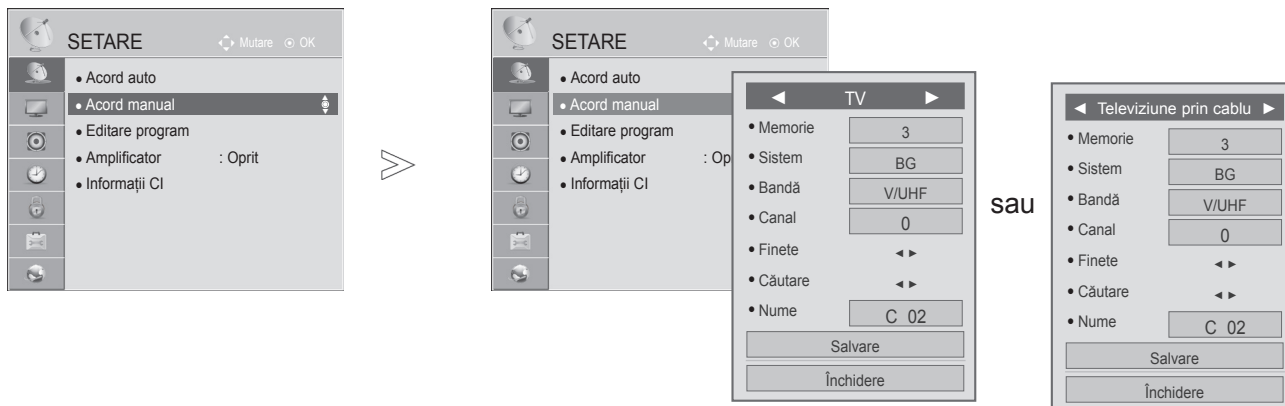 SETARE
Mutare
OK
● Acord auto
● Acord manual
● Editare program
● Amplificator : Oprit
● Informații CI
SETARE
Mutare
OK
● Acord auto
● Acord manual
● Editare program
● Amplificator : Op
● Informații CI
◄ TV ►
• Memorie 3
• Sistem BG
• Bandă V/UHF
• Canal 0
• Finete ◄ ►
• Căutare ◄ ►
• Nume C 02
Salvare
Închidere
sau
◄ Televiziune prin cablu ►
• Memorie 3
• Sistem BG
• Bandă V/UHF
• Canal 0
• Finete ◄ ►
• Căutare ◄ ►
• Nume C 02
Salvare
Închidere